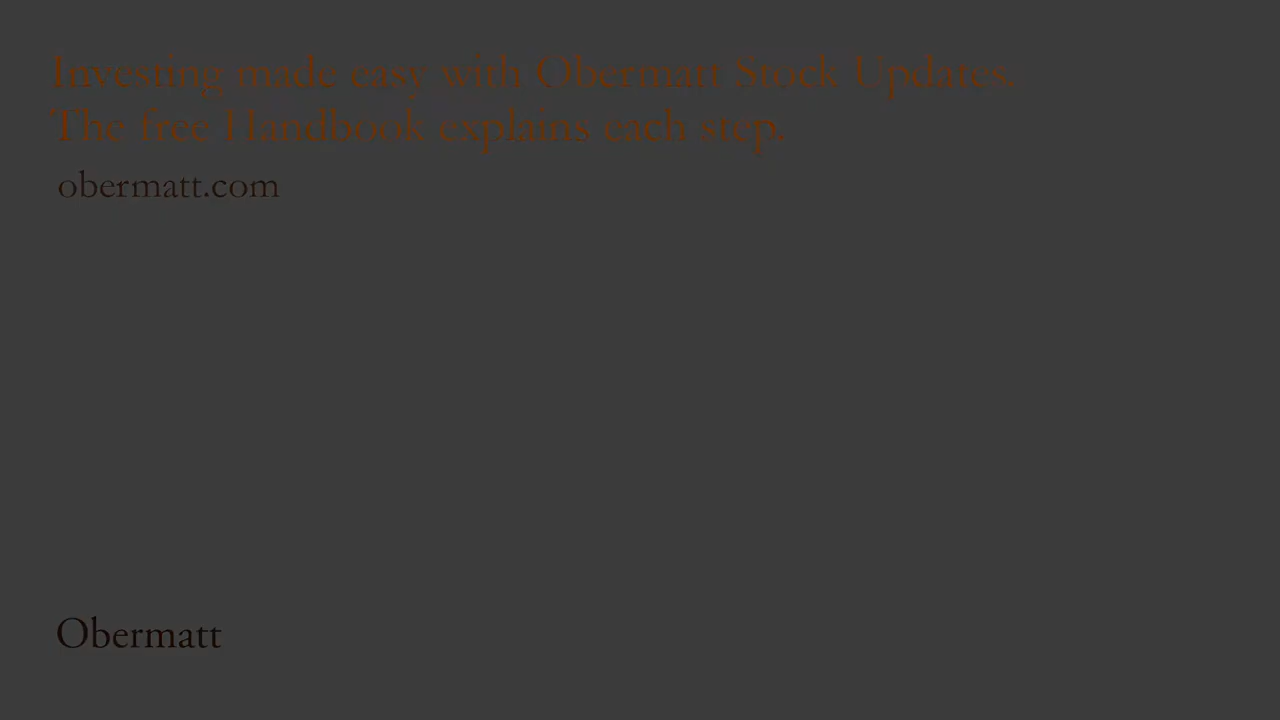 Investing made easy with Obermatt Stock Updates.
The free Handbook explains each step.
obermatt.com
Obermatt